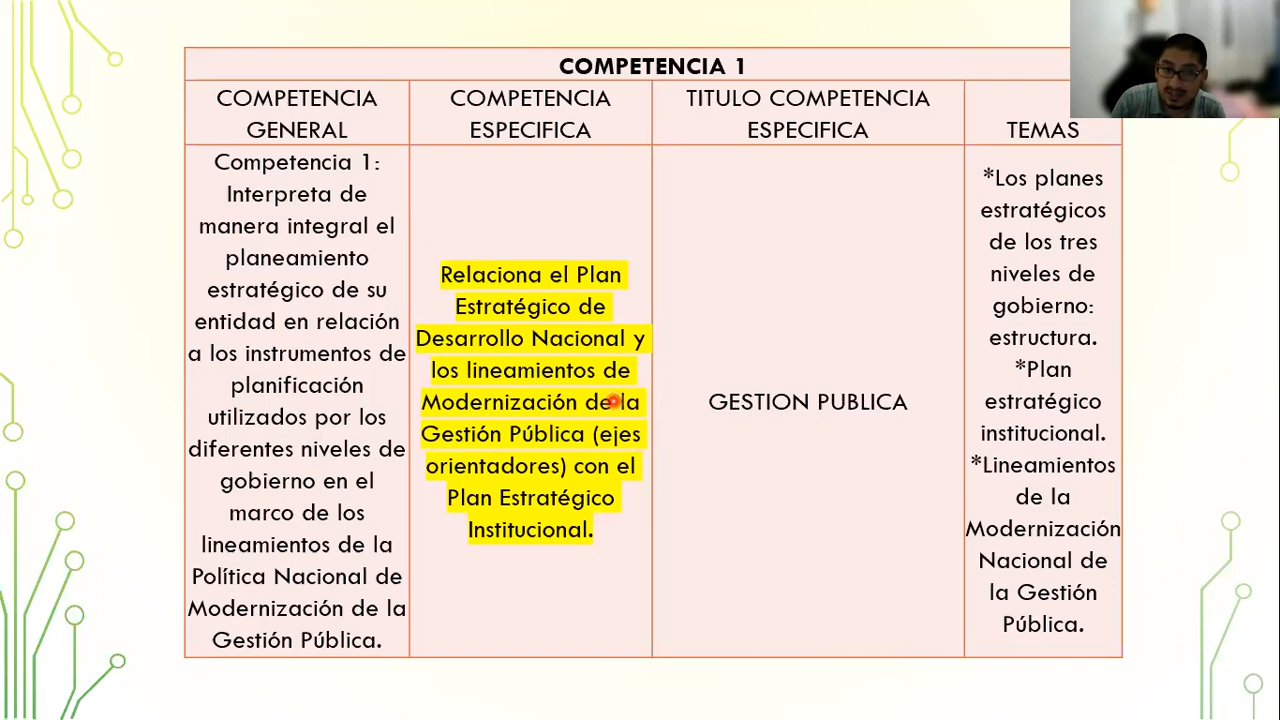 COMPETENCIA 1
COMPETENCIA
GENERAL
COMPETENCIA
ESPECIFICA
TITULO COMPETENCIA
ESPECIFICA
TEMAS
Competencia 1:
Interpreta de
manera integral el
planeamiento
estratégico de su
entidad en relación
a los instrumentos de
planificación
utilizados por los
diferentes niveles de
gobierno en el
marco de los
lineamientos de la
Política Nacional de
Modernización de la
Gestión Pública.
Relaciona el Plan
Estratégico de
Desarrollo Nacional y
los lineamientos de
Modernización de la
Gestión Pública (ejes
orientadores) con el
Plan Estratégico
Institucional.
GESTION PUBLICA
*Los planes
estratégicos
de los tres
niveles de
gobierno:
estructura.
*Plan
estratégico
institucional.
*Lineamientos
de la
Modernización
Nacional de
la Gestión
Pública.